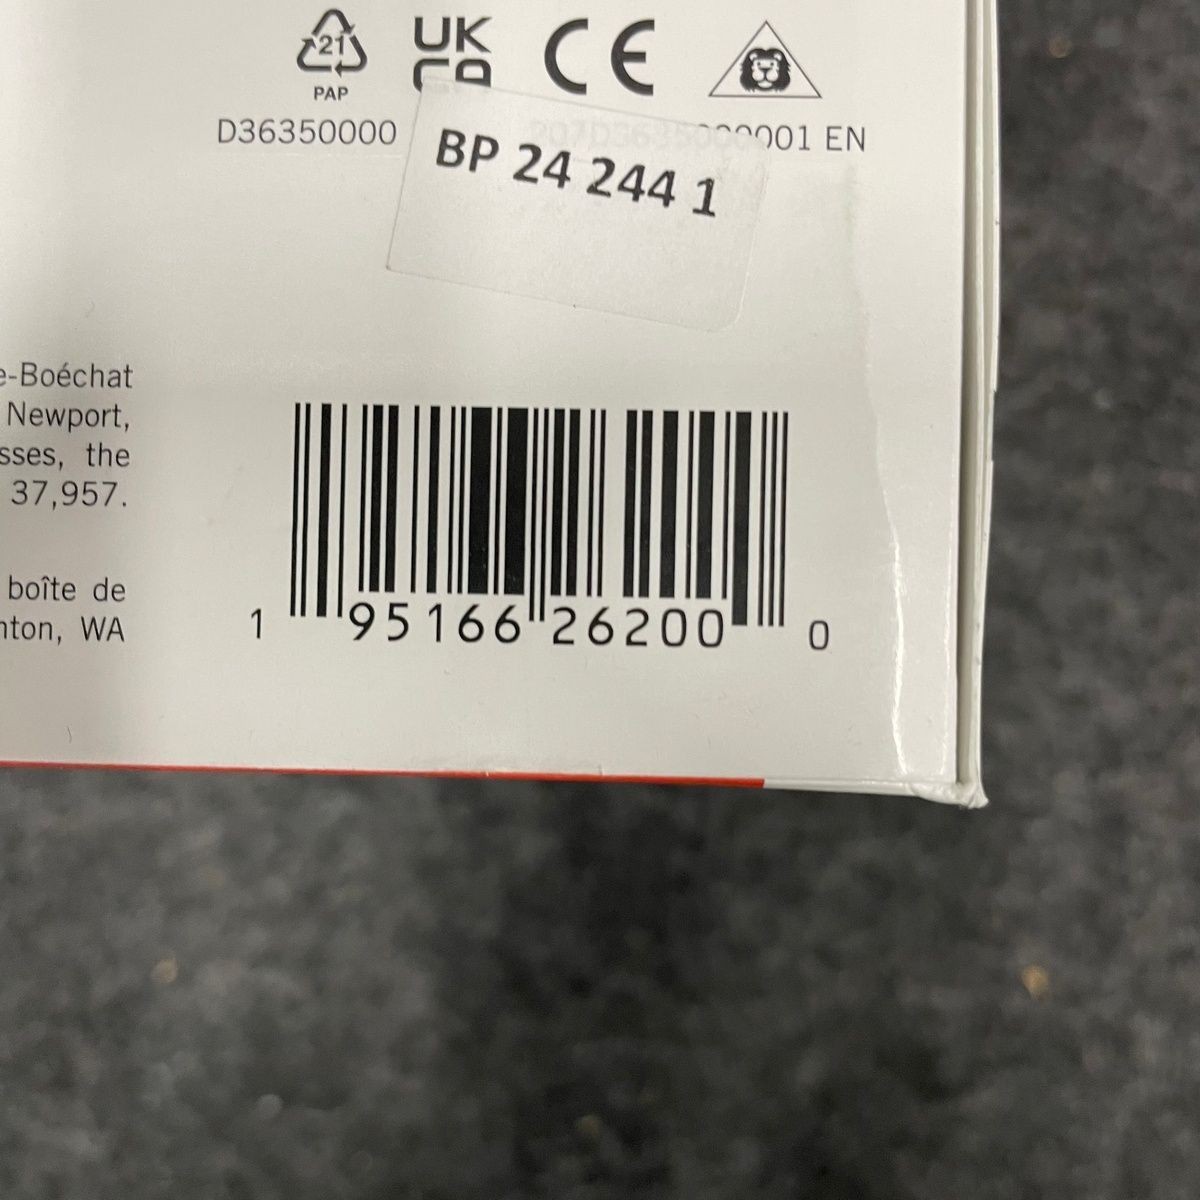 21
PAP
UK
CA
CE
D36350000
001 EN
BP 24 244 1
e-Boéchat
Newport,
sses, the
37,957.
boîte de
nton, WA
1 95166 26200 0